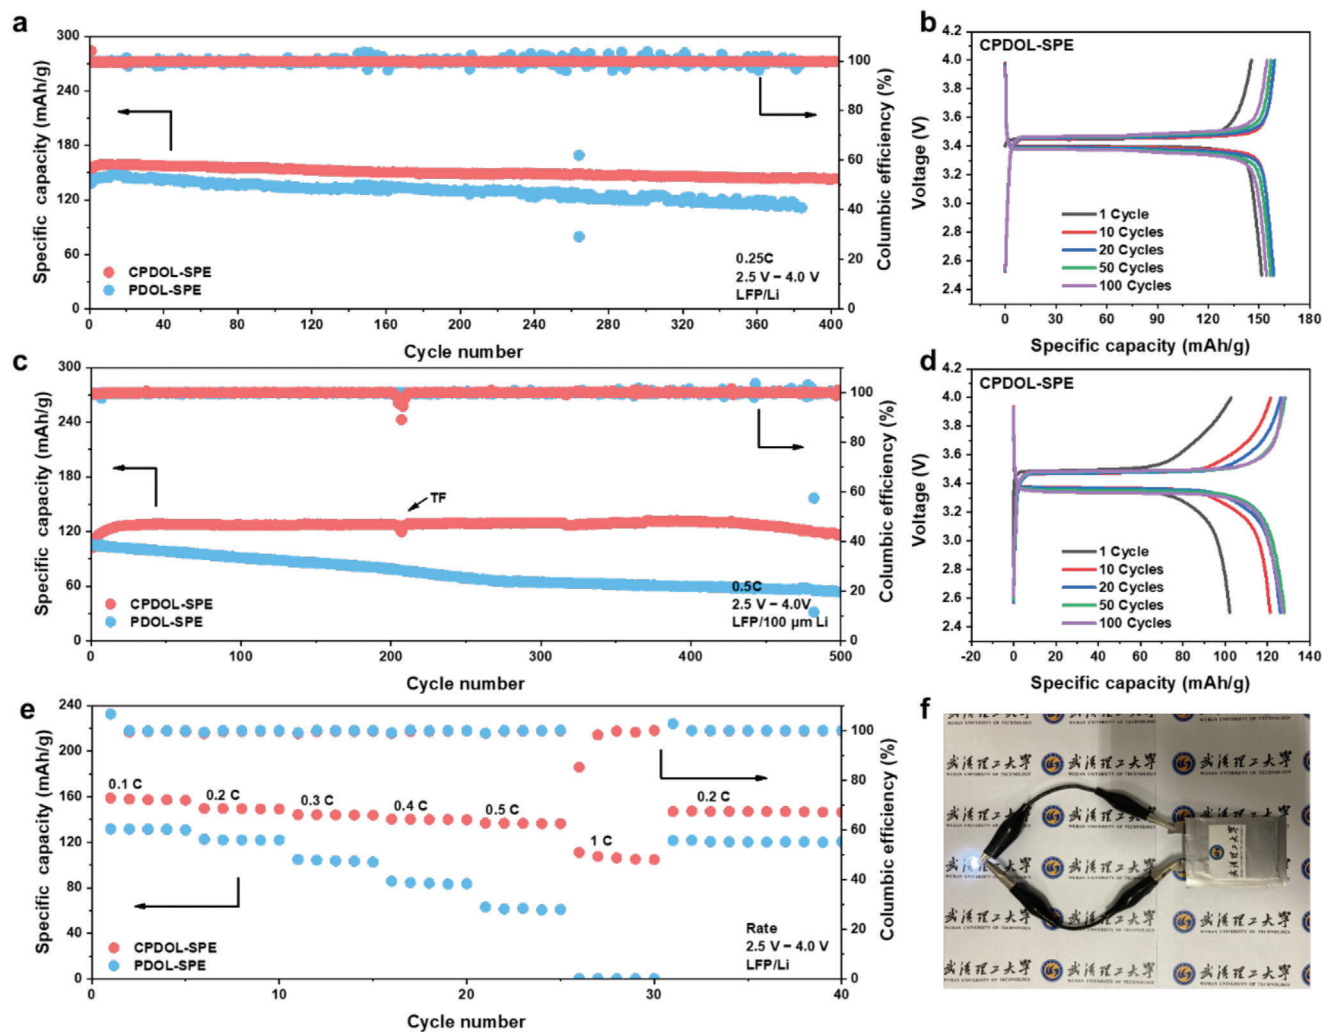 a
300
240
180
120
60
0
Specific capacity (mAh/g)
0 40 80 120 160 200 240 280 320 360 400
Cycle number
100
80
60
40
20
0
Columbic efficiency (%)
CPDOL-SPE
PDOL-SPE
0.25C
2.5 V – 4.0 V
LFP/Li
b
CPDOL-SPE
4.2
4.0
3.8
3.6
3.4
3.2
3.0
2.8
2.6
2.4
Voltage (V)
1 Cycle
10 Cycles
20 Cycles
50 Cycles
100 Cycles
0 30 60 90 120 150 180
Specific capacity (mAh/g)
c
300
240
180
120
60
0
Specific capacity (mAh/g)
TF
CPDOL-SPE
PDOL-SPE
0.5C
2.5 V – 4.0V
LFP/100 μm Li
0 100 200 300 400 500
Cycle number
100
80
60
40
20
0
Columbic efficiency (%)
d
CPDOL-SPE
4.2
4.0
3.8
3.6
3.4
3.2
3.0
2.8
2.6
2.4
Voltage (V)
1 Cycle
10 Cycles
20 Cycles
50 Cycles
100 Cycles
-20 0 20 40 60 80 100 120 140
Specific capacity (mAh/g)
e
240
200
160
120
80
40
0
Specific capacity (mAh/g)
0.1 C
0.2 C
0.3 C
0.4 C
0.5 C
1 C
0.2 C
CPDOL-SPE
PDOL-SPE
Rate
2.5 V – 4.0 V
LFP/Li
0 10 20 30 40
Cycle number
100
80
60
40
20
0
Columbic efficiency (%)
f
武汉理工大学
WUHAN UNIVERSITY OF TECHNOLOGY